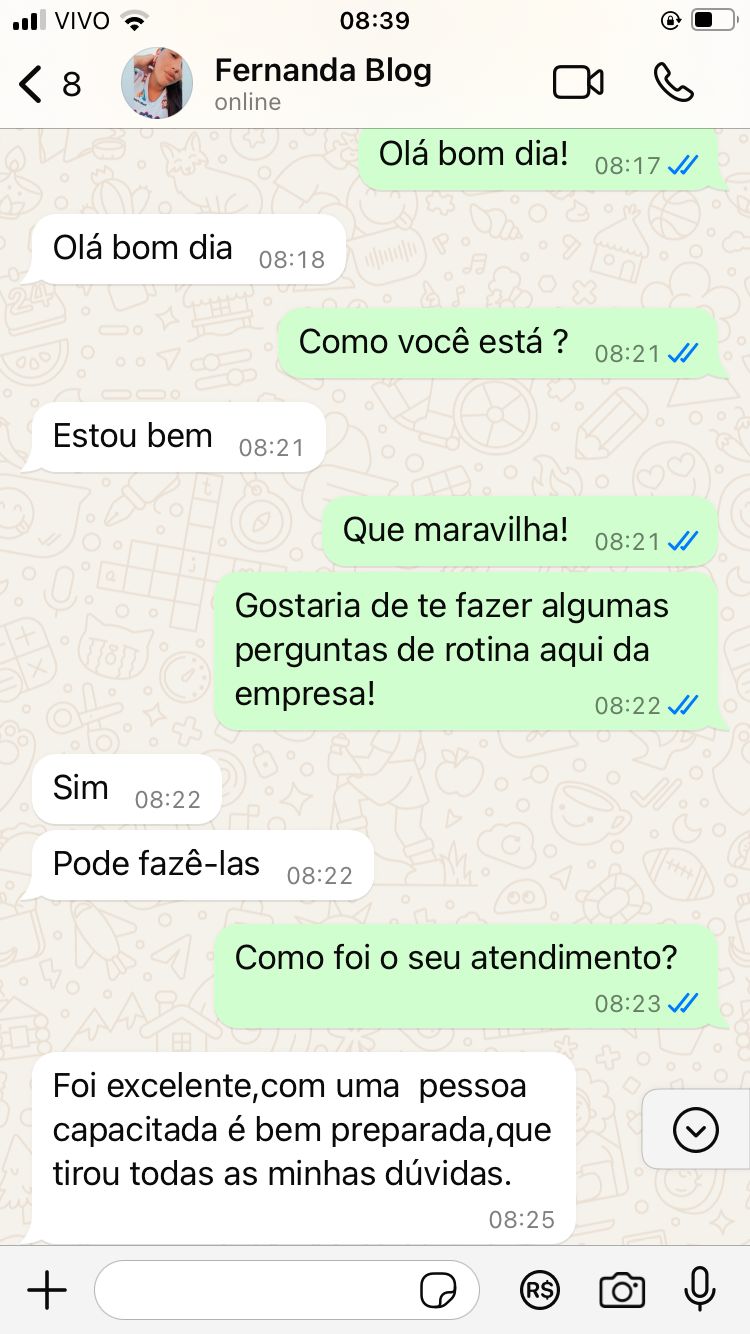 VIVO 08:39
8 Fernanda Blog
online
Olá bom dia! 08:17
Olá bom dia 08:18
Como você está ? 08:21
Estou bem 08:21
Que maravilha! 08:21
Gostaria de te fazer algumas
perguntas de rotina aqui da
empresa! 08:22
Sim 08:22
Pode fazê-las 08:22
Como foi o seu atendimento?
08:23
Foi excelente,com uma pessoa
capacitada é bem preparada,que
tirou todas as minhas dúvidas.
08:25
R$